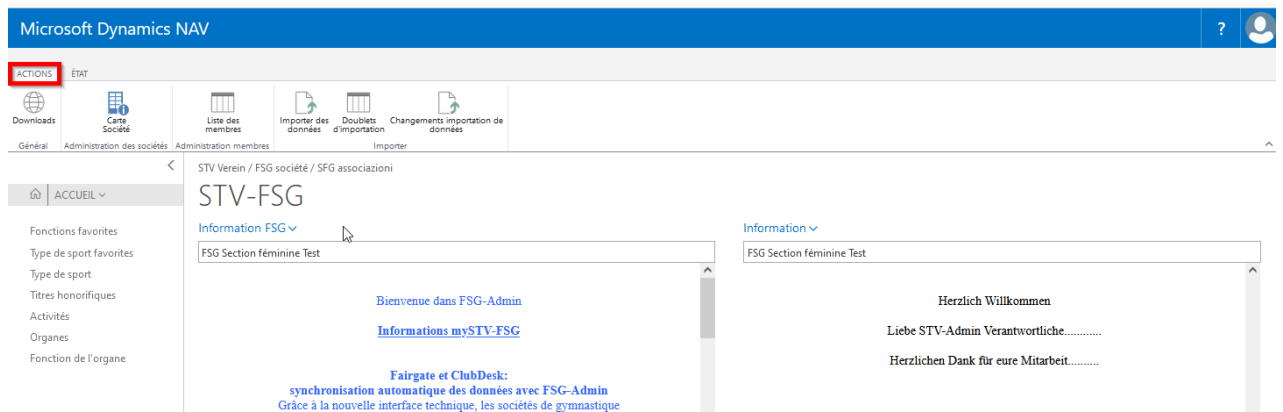 Microsoft Dynamics NAV
?
ACTIONS ÉTAT
Downloads
Carte
Société
Liste des
membres
Importer des
données
Doublets
d'importation
Changements importation de
données
Général Administration des sociétés Administration membres Importer
STV Verein / FSG société / SFG associazioni
ACCUEIL
STV-FSG
Fonctions favorites
Type de sport favorites
Type de sport
Titres honorifiques
Activités
Organes
Fonction de l'organe
Information FSG
FSG Section féminine Test
Bienvenue dans FSG-Admin
Informations mySTV-FSG
Fairgate et ClubDesk:
synchronisation automatique des données avec FSG-Admin
Grâce à la nouvelle interface technique, les sociétés de gymnastique
Information
FSG Section féminine Test
Herzlich Willkommen
Liebe STV-Admin Verantwortliche............
Herzlichen Dank für eure Mitarbeit..........